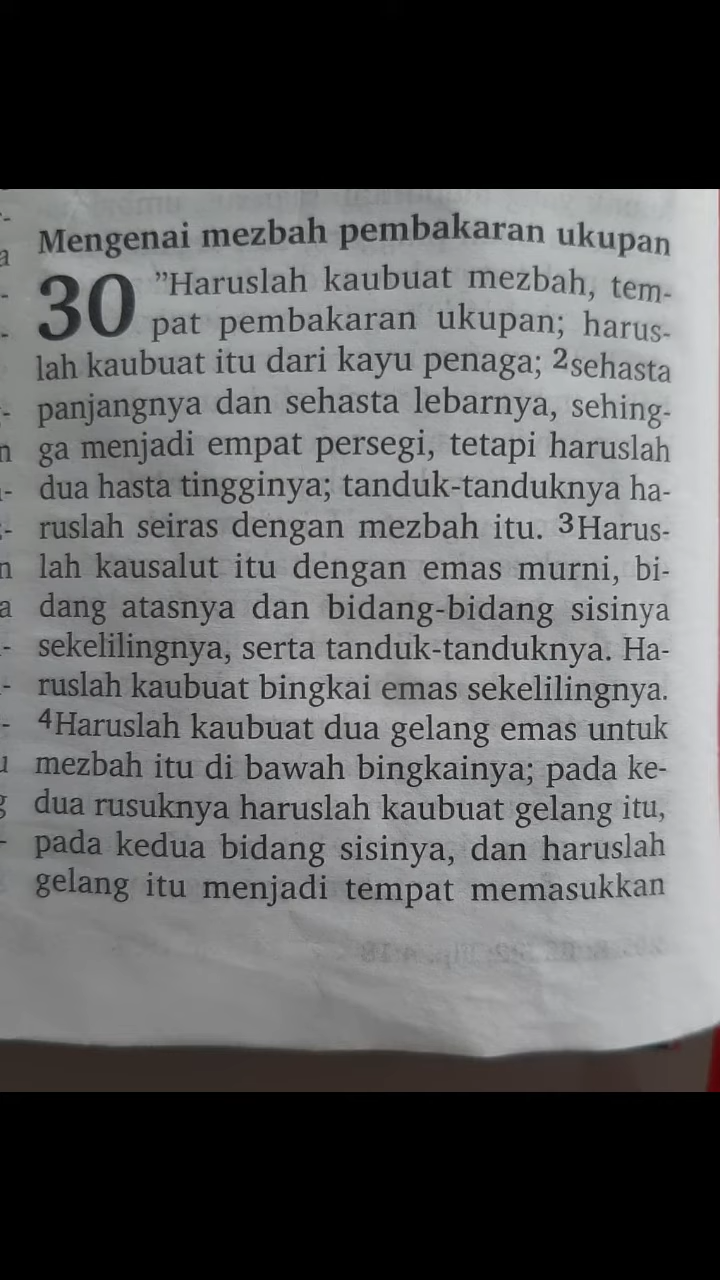 Mengenai mezbah pembakaran ukupan
30 ”Haruslah kaubuat mezbah, tem-
pat pembakaran ukupan; harus-
lah kaubuat itu dari kayu penaga; 2sehasta
panjangnya dan sehasta lebarnya, sehing-
ga menjadi empat persegi, tetapi haruslah
dua hasta tingginya; tanduk-tanduknya ha-
ruslah seiras dengan mezbah itu. 3Harus-
lah kausalut itu dengan emas murni, bi-
dang atasnya dan bidang-bidang sisinya
sekelilingnya, serta tanduk-tanduknya. Ha-
ruslah kaubuat bingkai emas sekelilingnya.
4Haruslah kaubuat dua gelang emas untuk
mezbah itu di bawah bingkainya; pada ke-
dua rusuknya haruslah kaubuat gelang itu,
pada kedua bidang sisinya, dan haruslah
gelang itu menjadi tempat memasukkan